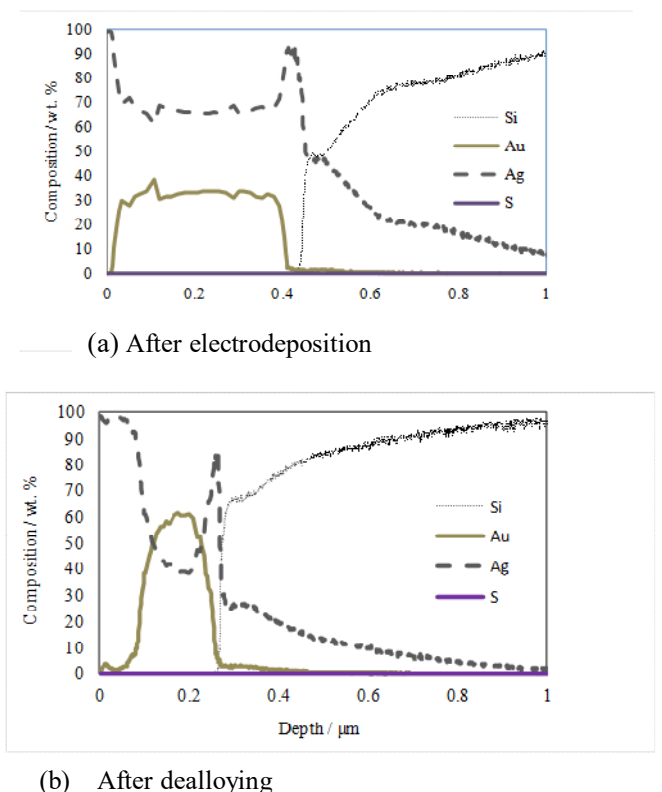 Composition/ wt. %
100
90
80
70
60
50
40
30
20
10
0
0
0.2
0.4
0.6
0.8
1
Si
Au
Ag
S
(a) After electrodeposition
Composition / wt. %
100
90
80
70
60
50
40
30
20
10
0
0
0.2
0.4
0.6
0.8
1
Si
Au
Ag
S
Depth / μm
(b) After dealloying